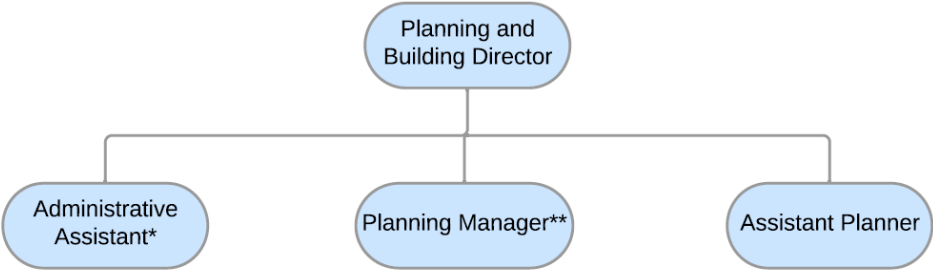 Planning and
Building Director
Administrative
Assistant*
Planning Manager**
Assistant Planner